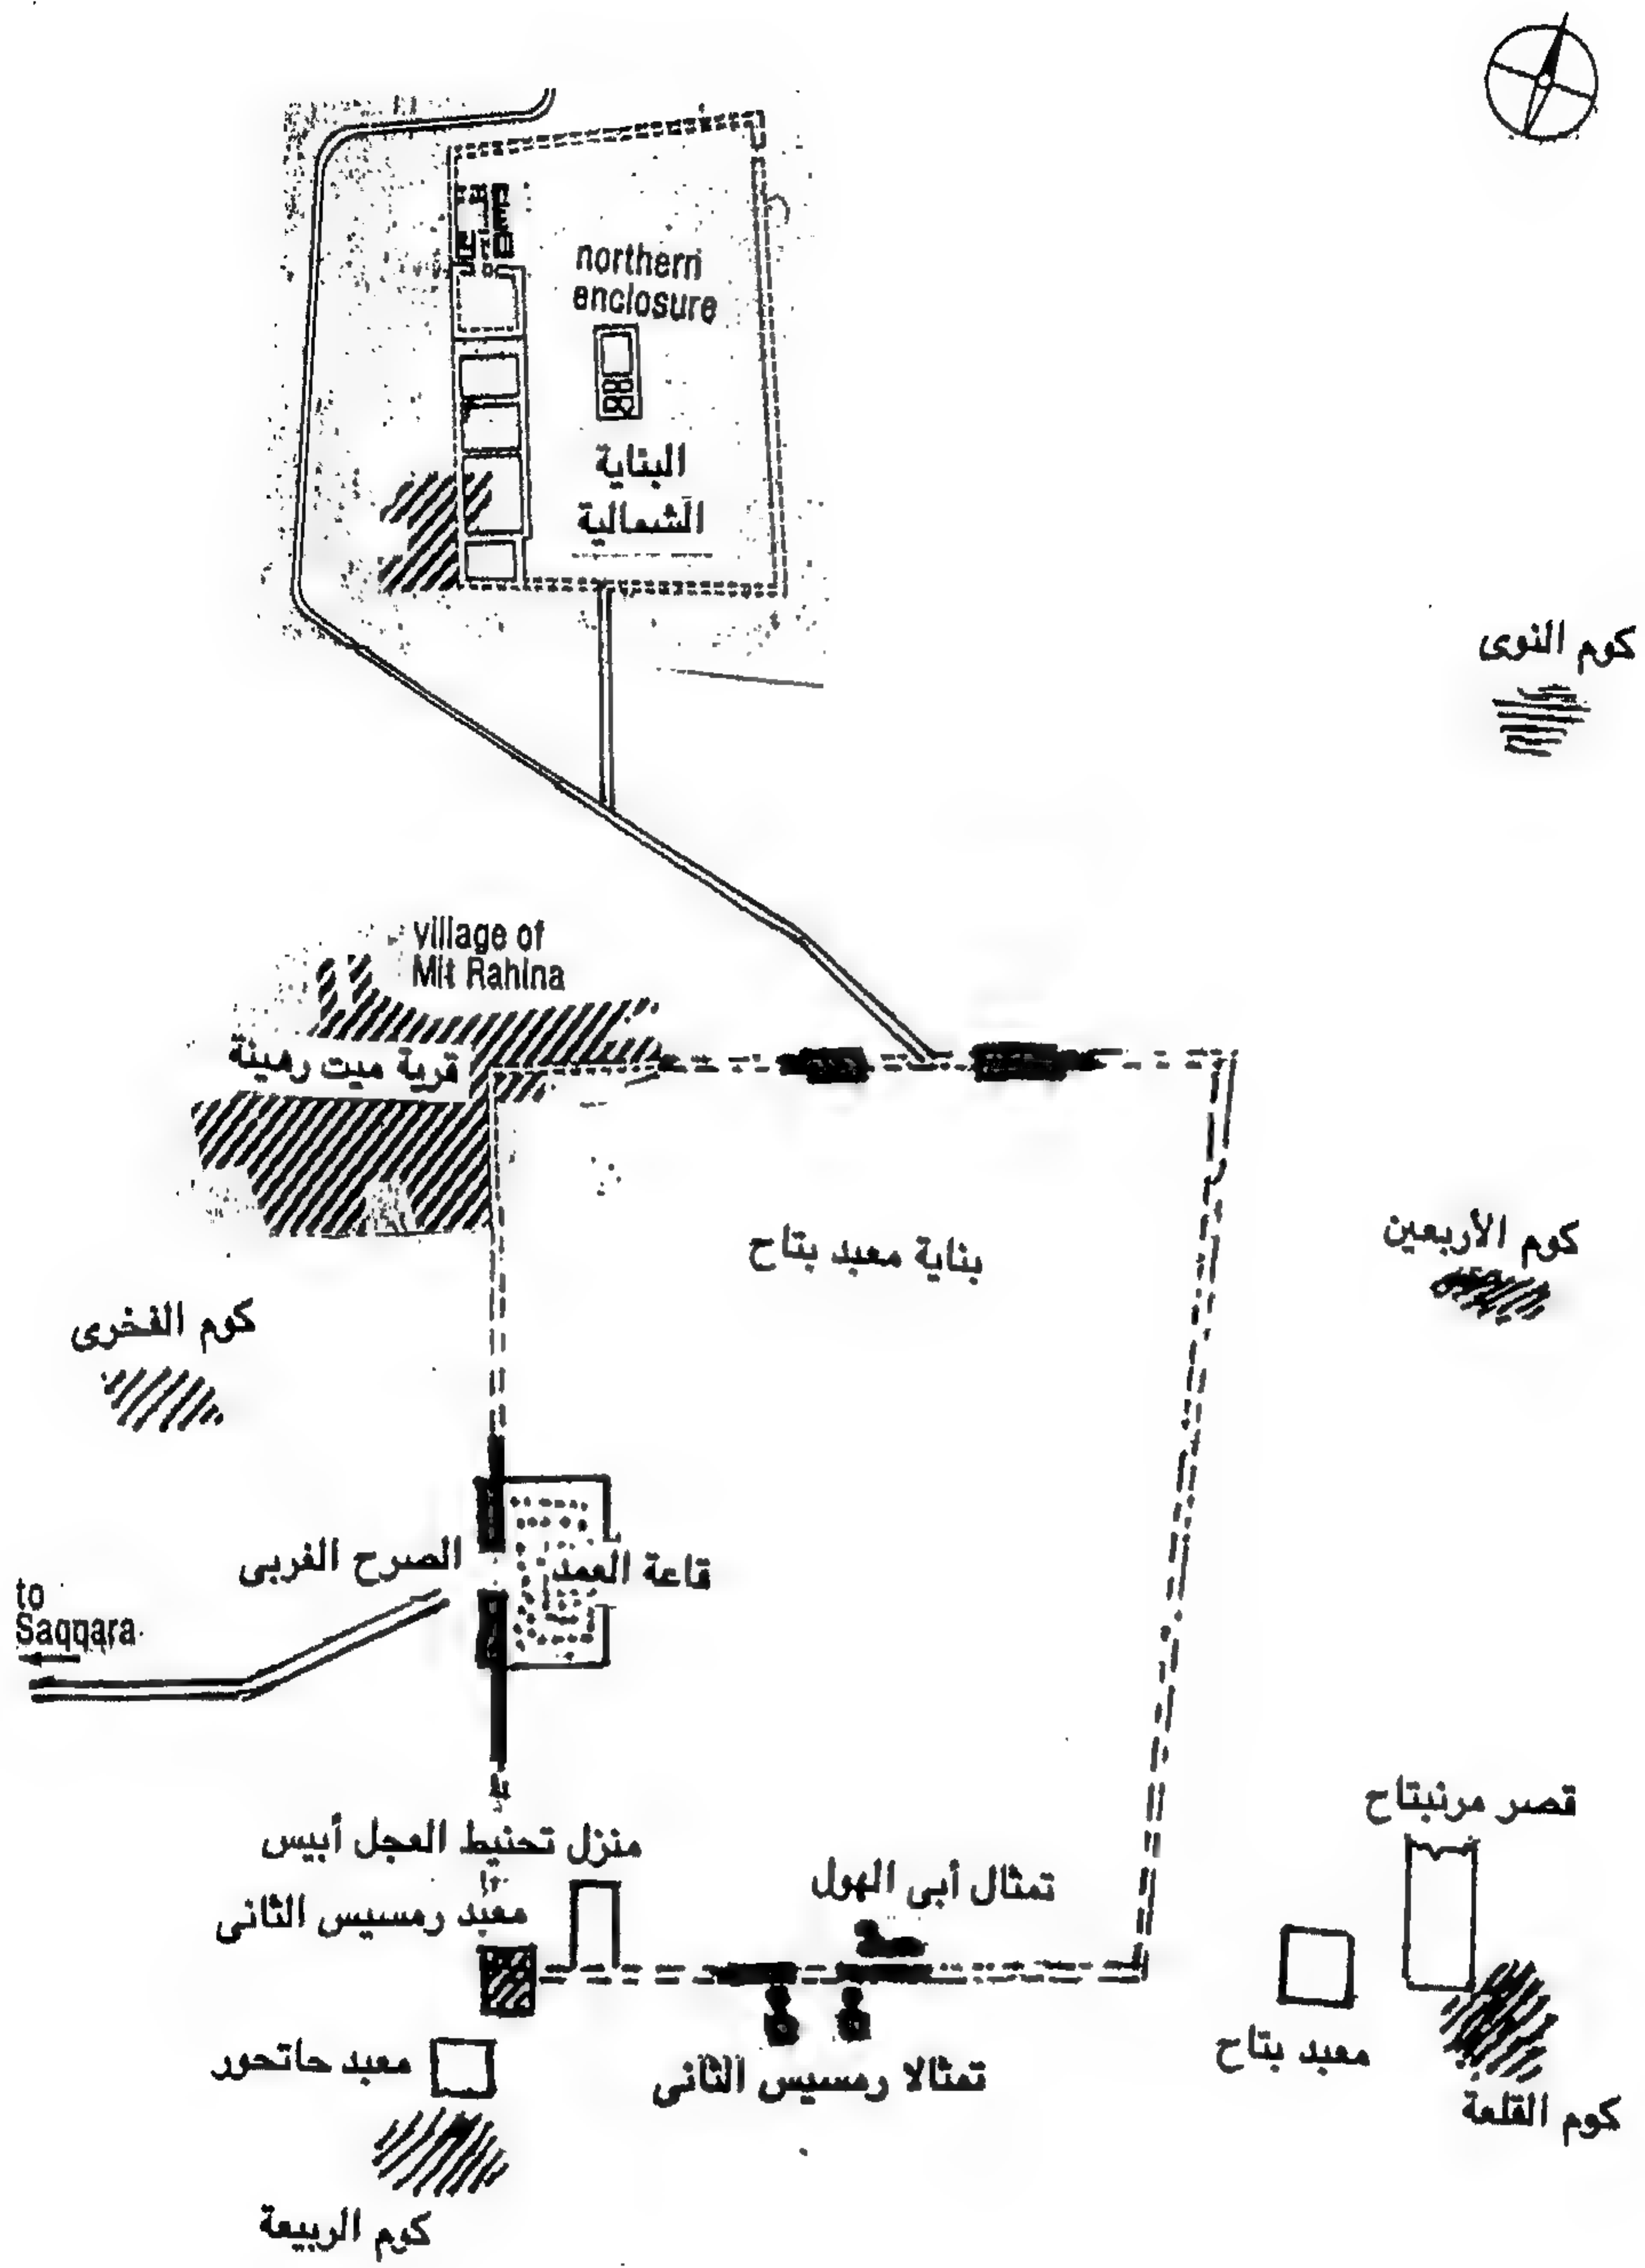 northern
enclosure
البناية
الشمالية
كوم النوى
village of
Mit Rahina
قرية ميت رهينة
بناية معبد بتاح
كوم الأربعين
كوم الفخرى
الصرح الغربى
قاعة العمد
to
Saqqara
قصر مرنبتاح
منزل تحنيط العجل أبيس
تمثال أبى الهول
معبد رمسيس الثانى
معبد حاتحور
تمثالا رمسيس الثانى
معبد بتاح
كوم القلعة
كوم الربيعة